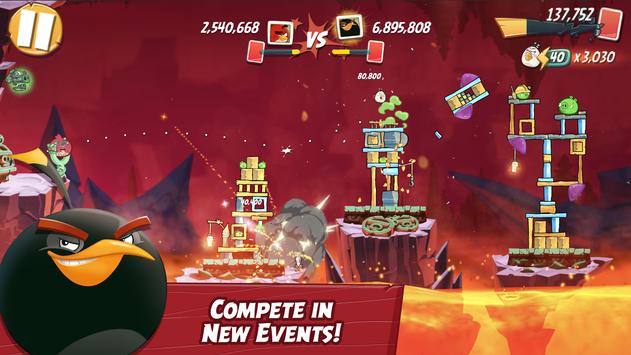 2,540,668
VS
6,895,808
137,752
40 x3,030
80,800
40,400
COMPETE IN
NEW EVENTS!